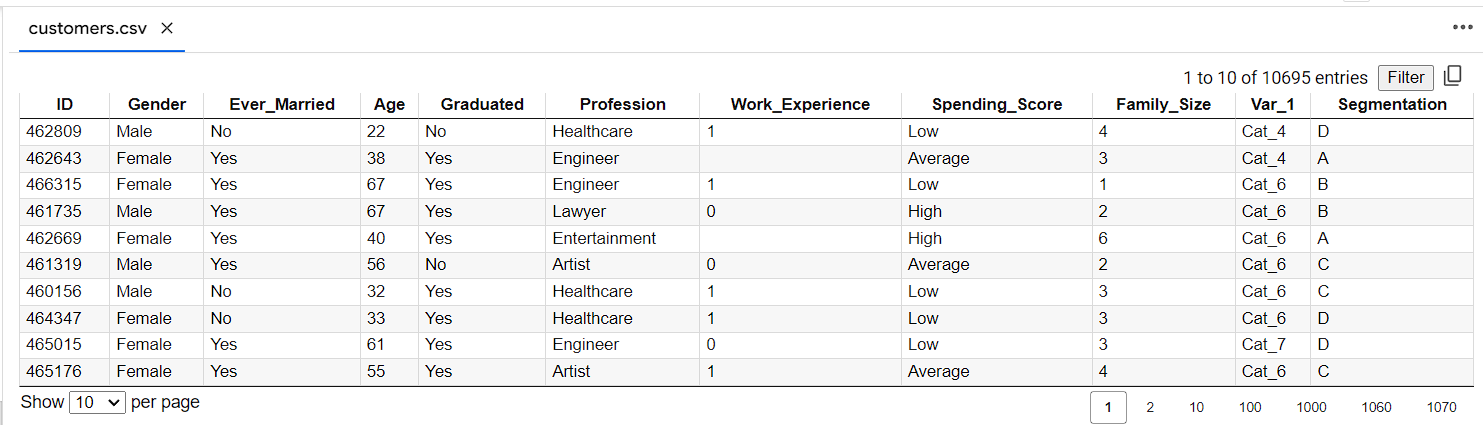 customers.csv ✕
1 to 10 of 10695 entries Filter
ID Gender Ever_Married Age Graduated Profession Work_Experience Spending_Score Family_Size Var_1 Segmentation
462809 Male No 22 No Healthcare 1 Low 4 Cat_4 D
462643 Female Yes 38 Yes Engineer Average 3 Cat_4 A
466315 Female Yes 67 Yes Engineer 1 Low 1 Cat_6 B
461735 Male Yes 67 Yes Lawyer 0 High 2 Cat_6 B
462669 Female Yes 40 Yes Entertainment High 6 Cat_6 A
461319 Male Yes 56 No Artist 0 Average 2 Cat_6 C
460156 Male No 32 Yes Healthcare 1 Low 3 Cat_6 C
464347 Female No 33 Yes Healthcare 1 Low 3 Cat_6 D
465015 Female Yes 61 Yes Engineer 0 Low 3 Cat_7 D
465176 Female Yes 55 Yes Artist 1 Average 4 Cat_6 C
Show 10 per page 1 2 10 100 1000 1060 1070